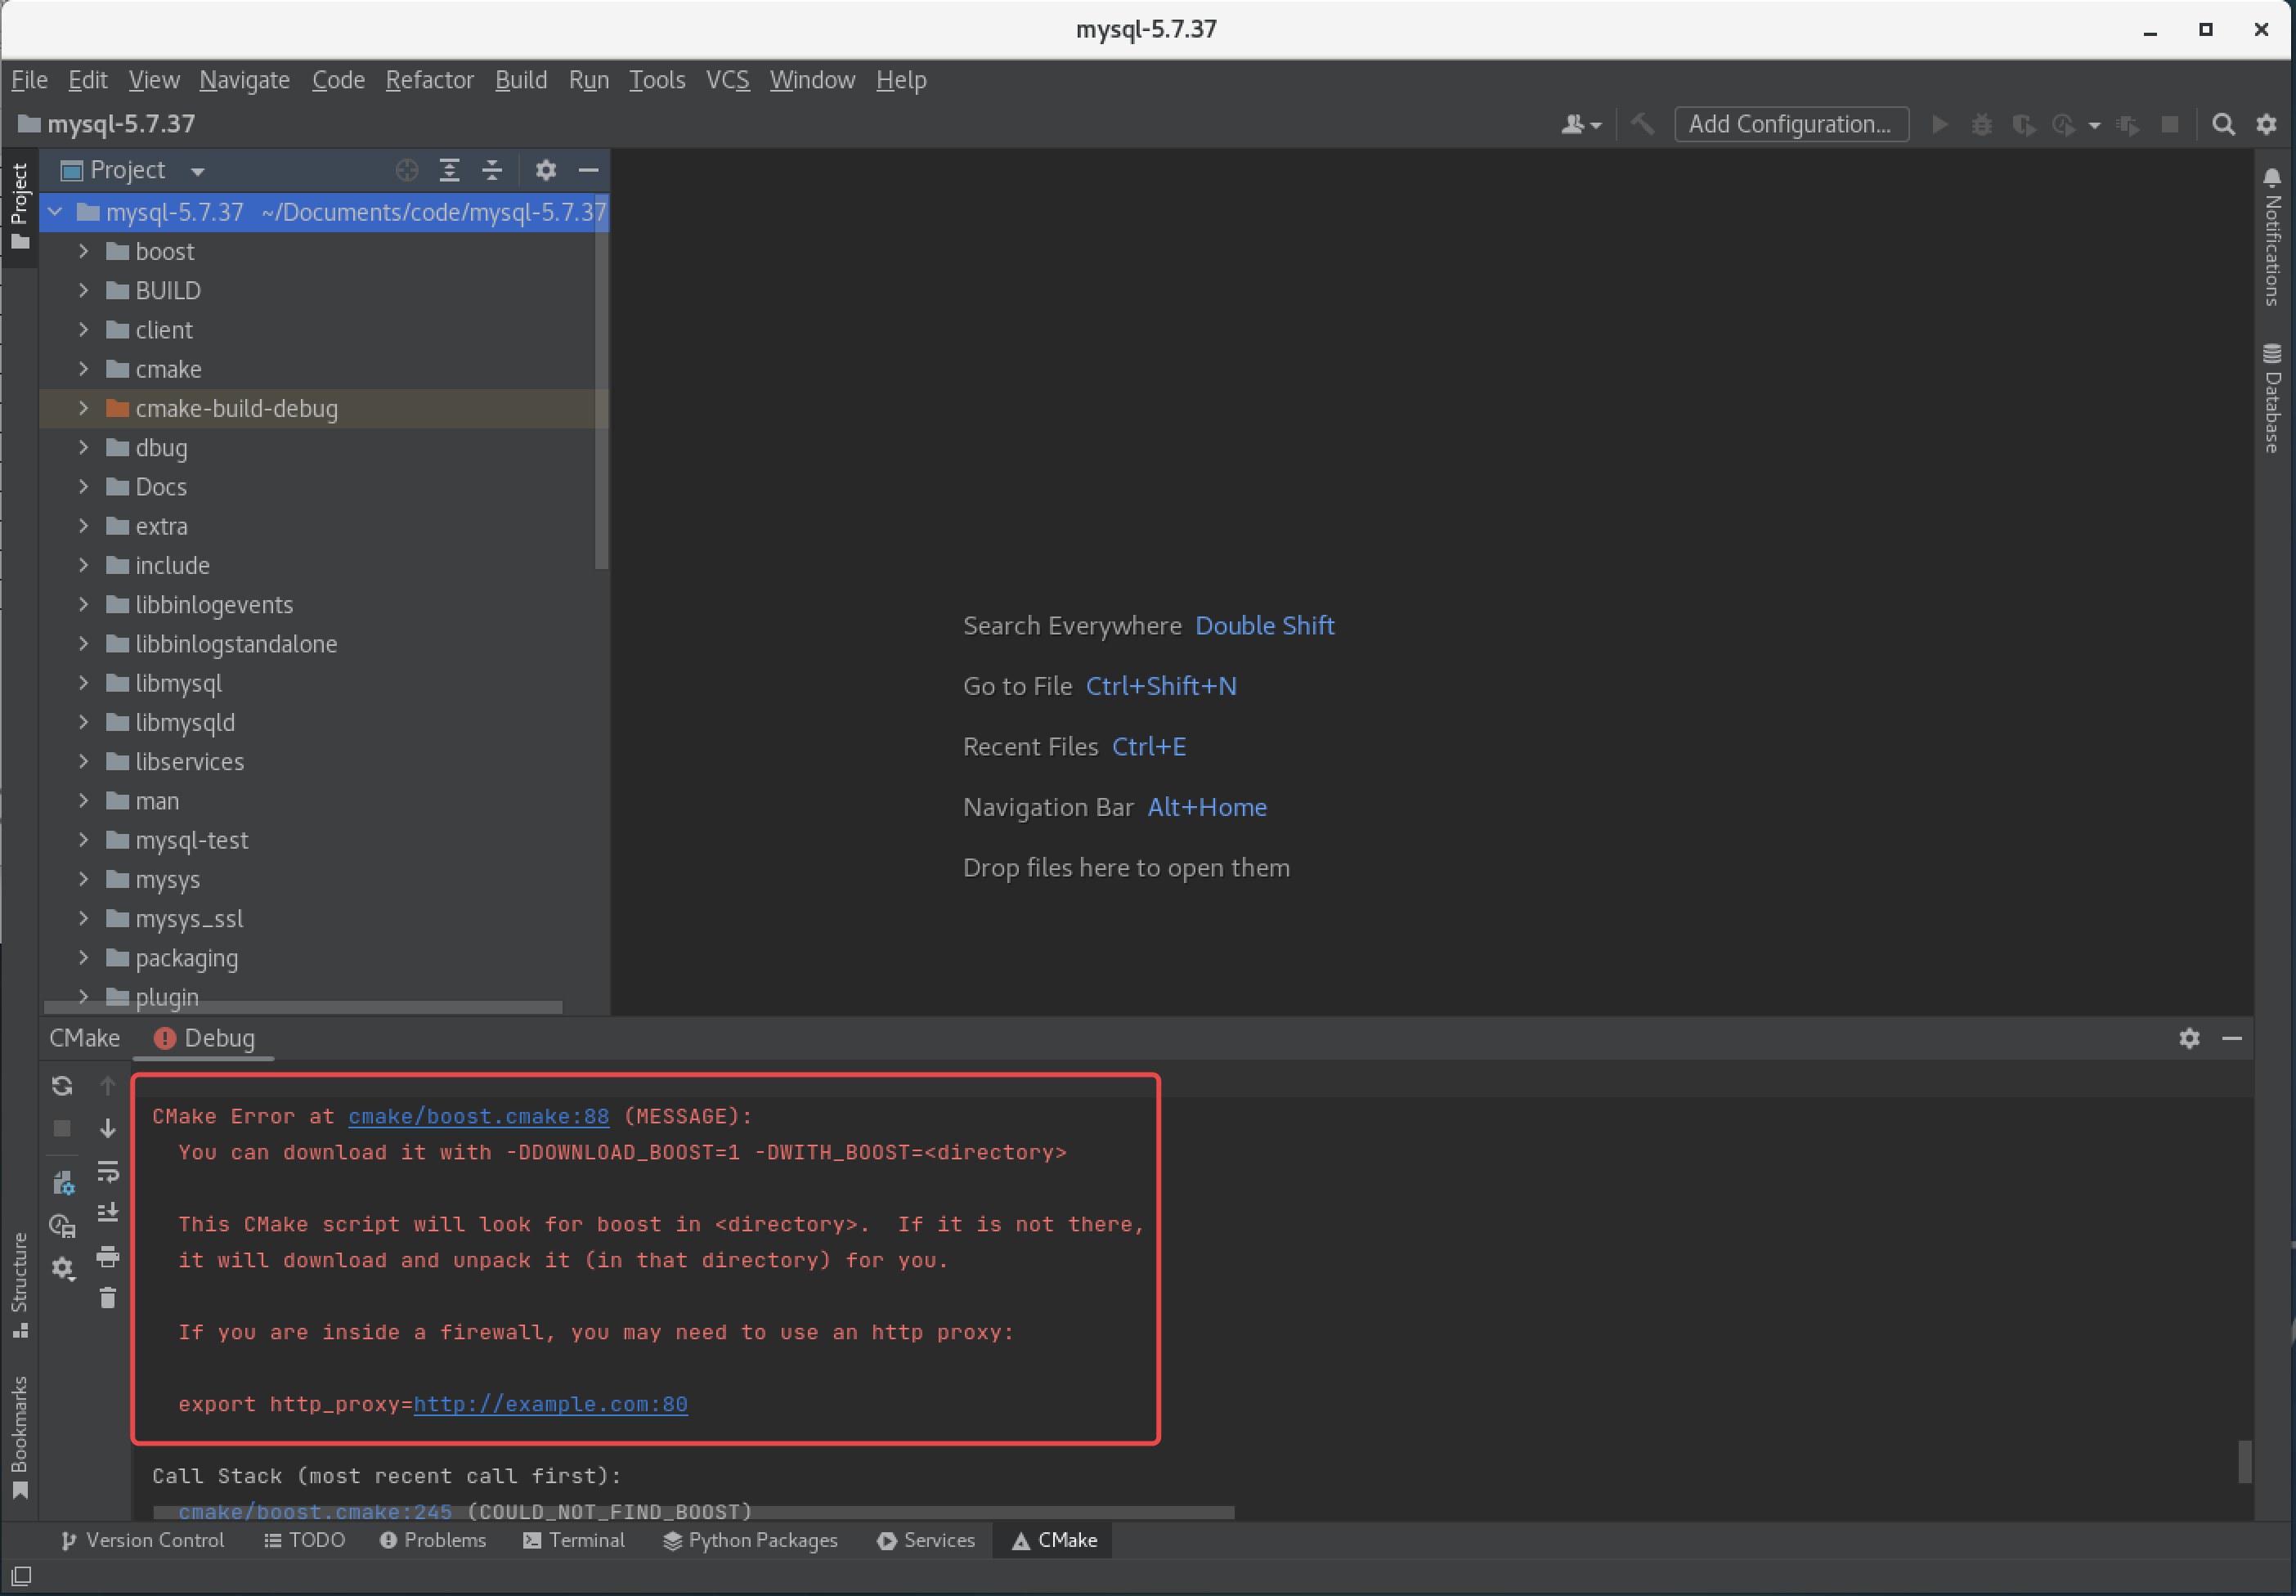 mysql-5.7.37
File Edit View Navigate Code Refactor Build Run Tools VCS Window Help
mysql-5.7.37
Add Configuration...
Project
Project
mysql-5.7.37 ~/Documents/code/mysql-5.7.37
boost
BUILD
client
cmake
cmake-build-debug
dbug
Docs
extra
include
libbinlogevents
libbinlogstandalone
libmysql
libmysqld
libservices
man
mysql-test
mysys
mysys_ssl
packaging
plugin
Search Everywhere Double Shift
Go to File Ctrl+Shift+N
Recent Files Ctrl+E
Navigation Bar Alt+Home
Drop files here to open them
Notifications
Database
CMake Debug
CMake Error at cmake/boost.cmake:88 (MESSAGE):
You can download it with -DDOWNLOAD_BOOST=1 -DWITH_BOOST=<directory>
This CMake script will look for boost in <directory>.  If it is not there,
it will download and unpack it (in that directory) for you.
If you are inside a firewall, you may need to use an http proxy:
export http_proxy=http://example.com:80
Call Stack (most recent call first):
cmake/boost.cmake:245 (COULD_NOT_FIND_BOOST)
Structure
Bookmarks
Version Control TODO Problems Terminal Python Packages Services CMake